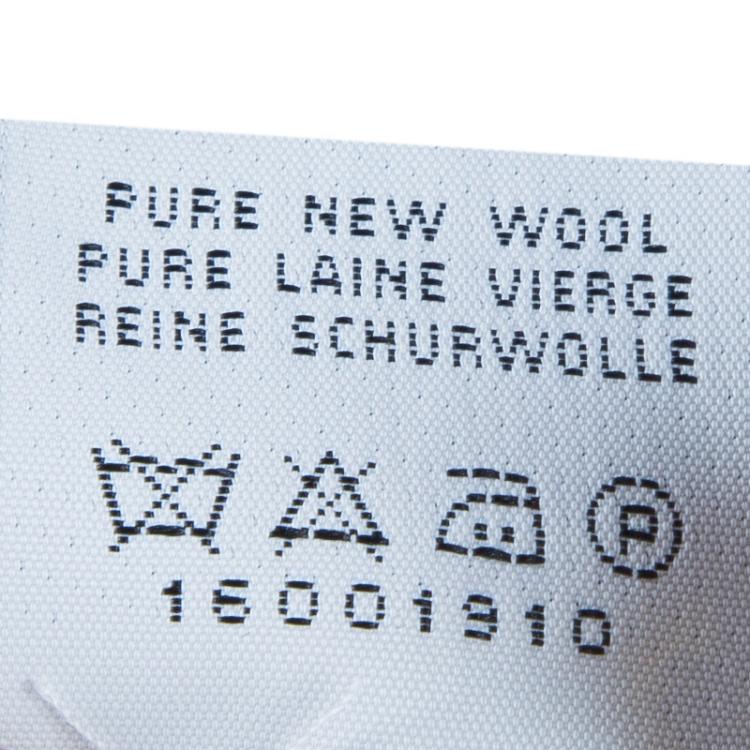 PURE NEW WOOL
PURE LAINE VIERGE
REINE SCHURWOLLE
P
16001910